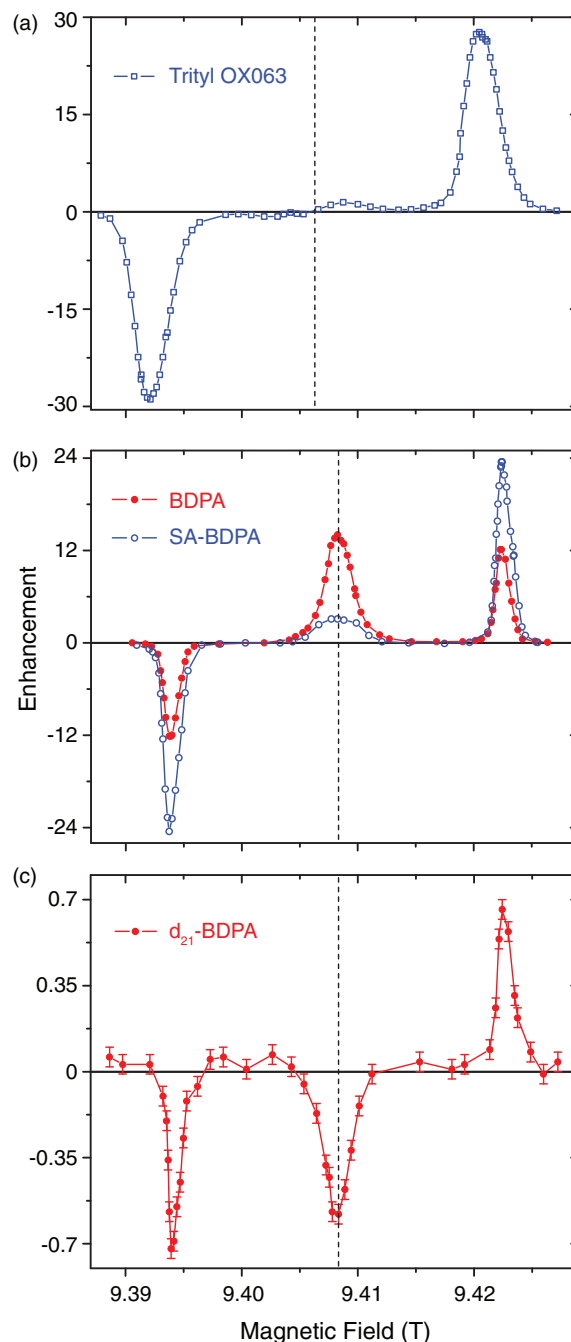 (a)
30
15
0
-15
-30
Trityl OX063
(b)
24
12
0
-12
-24
BDPA
SA-BDPA
Enhancement
(c)
0.7
0.35
0
-0.35
-0.7
d₂₁-BDPA
9.39 9.40 9.41 9.42
Magnetic Field (T)